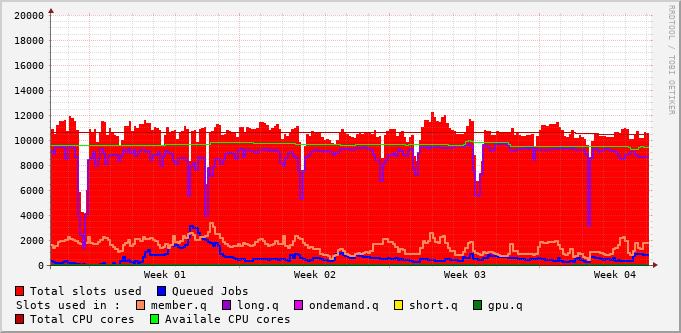 20000
18000
16000
14000
12000
10000
8000
6000
4000
2000
0
RRDTOOL / TOBI OETIKER
Week 01 Week 02 Week 03 Week 04
Total slots used Queued Jobs
Slots used in : member.q long.q ondemand.q short.q gpu.q
Total CPU cores Availale CPU cores